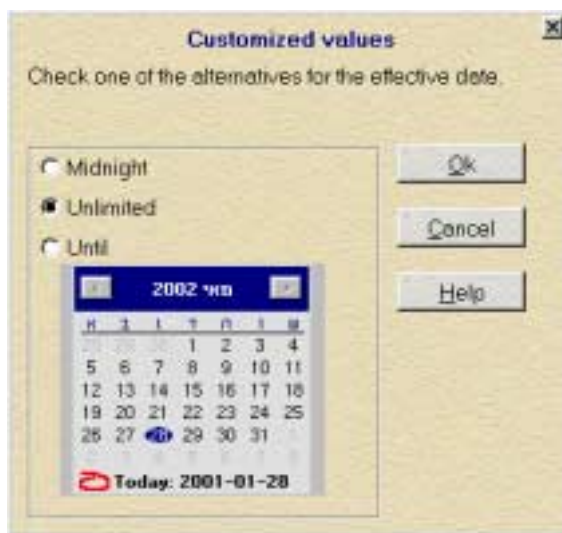 Customized values
Check one of the alternatives for the effective date.
Midnight
Unlimited
Until
Ok
Cancel
Help
מאי 2002
1 2 3 4
5 6 7 8 9 10 11
12 13 14 15 16 17 18
19 20 21 22 23 24 25
26 27 28 29 30 31
Today: 2001-01-28